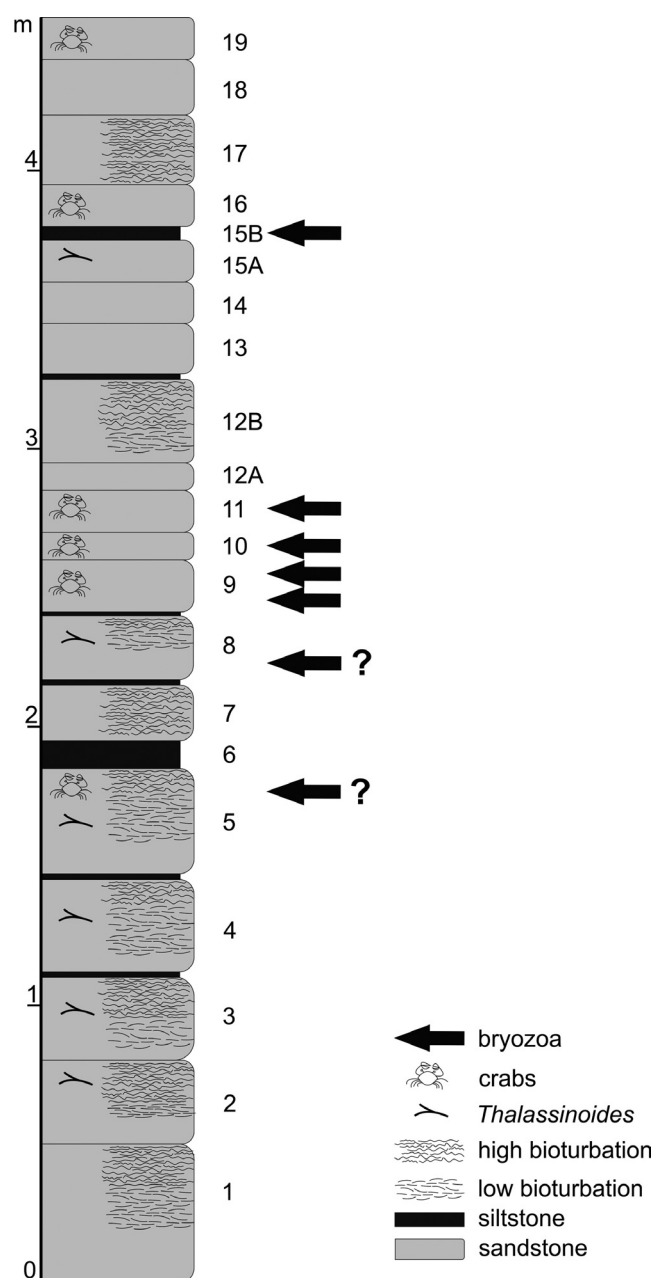 m
19
18
17
4
16
15B
15A
14
13
12B
3
12A
11
10
9
8
?
7
2
6
?
5
4
1
3
bryozoa
crabs
Thalassinoides
2
high bioturbation
low bioturbation
1
siltstone
sandstone
0